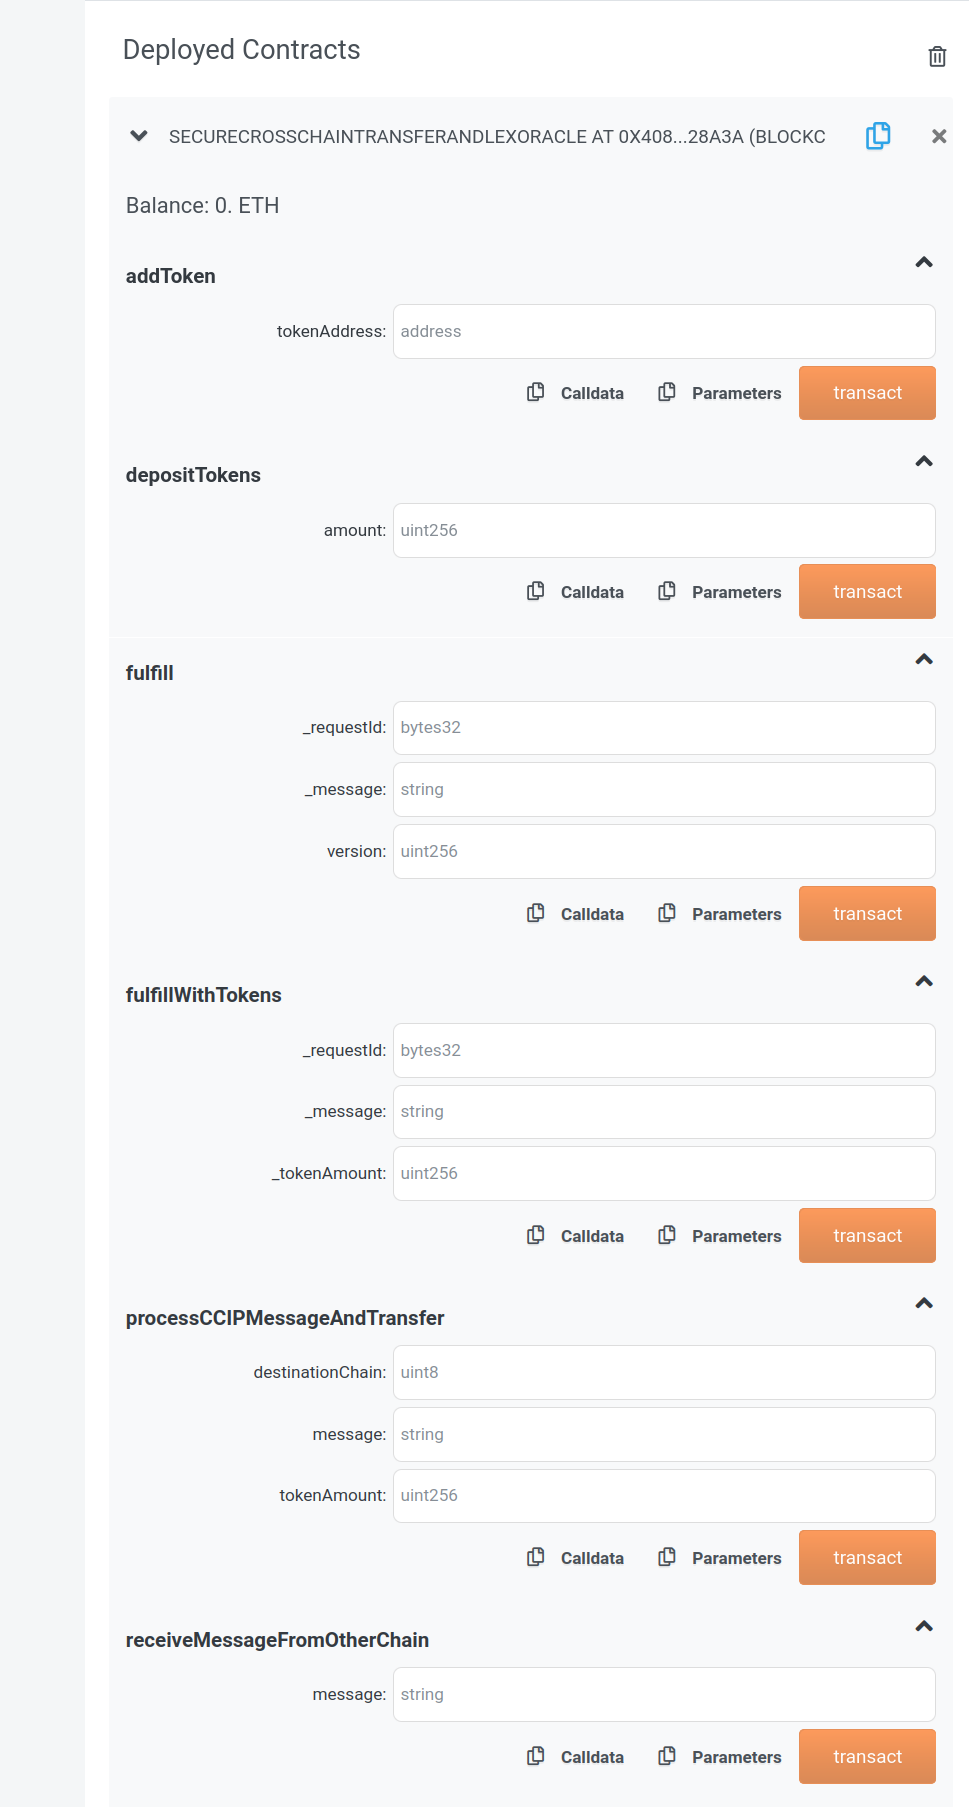 Deployed Contracts
SECURECROSSCHAINTRANSFERANDLEXORACLE AT 0X408...28A3A (BLOCKC
Balance: 0. ETH
addToken
tokenAddress: address
Calldata Parameters transact
depositTokens
amount: uint256
Calldata Parameters transact
fulfill
_requestId: bytes32
_message: string
version: uint256
Calldata Parameters transact
fulfillWithTokens
_requestId: bytes32
_message: string
_tokenAmount: uint256
Calldata Parameters transact
processCCIPMessageAndTransfer
destinationChain: uint8
message: string
tokenAmount: uint256
Calldata Parameters transact
receiveMessageFromOtherChain
message: string
Calldata Parameters transact